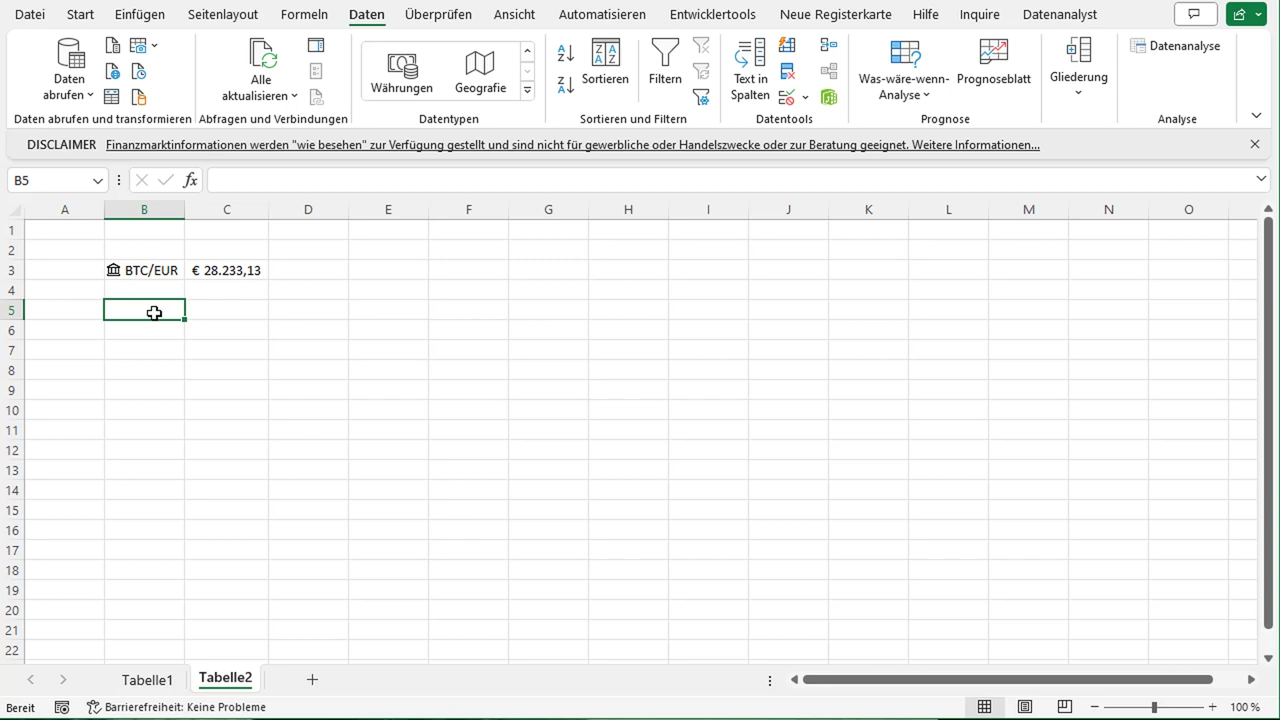 Datei Start Einfügen Seitenlayout Formeln Daten Überprüfen Ansicht Automatisieren Entwicklertools Neue Registerkarte Hilfe Inquire Datenanalyst
Daten abrufen
Alle aktualisieren
Währungen
Geografie
Sortieren
Filtern
Text in Spalten
Was-wäre-wenn-Analyse
Prognoseblatt
Gliederung
Datenanalyse
Daten abrufen und transformieren Abfragen und Verbindungen Datentypen Sortieren und Filtern Datentools Prognose Analyse
DISCLAIMER Finanzmarktinformationen werden "wie besehen" zur Verfügung gestellt und sind nicht für gewerbliche oder Handelszwecke oder zur Beratung geeignet. Weitere Informationen...
B5 fx
A B C D E F G H I J K L M N O
1
2
3 BTC/EUR € 28.233,13
4
5
6
7
8
9
10
11
12
13
14
15
16
17
18
19
20
21
22
Tabelle1 Tabelle2
Bereit Barrierefreiheit: Keine Probleme 100 %